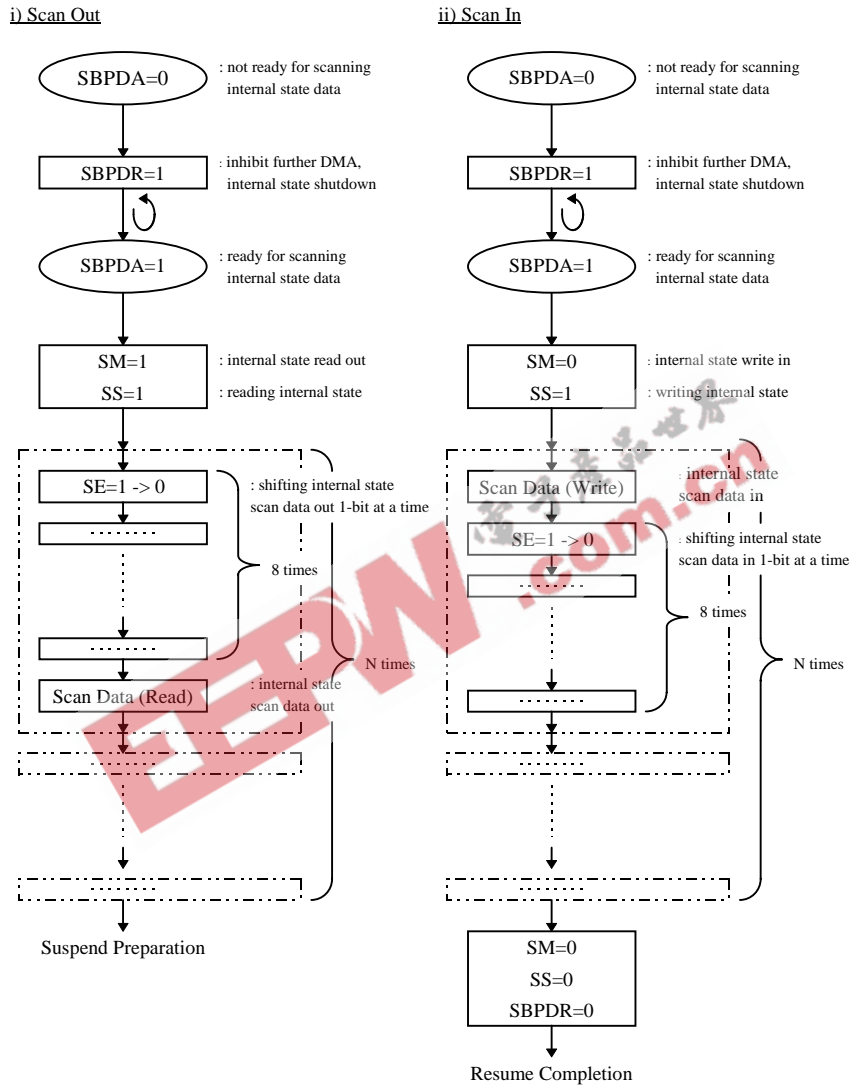 i) Scan Out
SBPDA=0
: not ready for scanning
internal state data
SBPDR=1
: inhibit further DMA,
internal state shutdown
SBPDA=1
: ready for scanning
internal state data
SM=1
: internal state read out
SS=1
: reading internal state
SE=1 -> 0
: shifting internal state
scan data out 1-bit at a time
8 times
N times
Scan Data (Read)
: internal state
scan data out
Suspend Preparation
ii) Scan In
SBPDA=0
: not ready for scanning
internal state data
SBPDR=1
: inhibit further DMA,
internal state shutdown
SBPDA=1
: ready for scanning
internal state data
SM=0
: internal state write in
SS=1
: writing internal state
Scan Data (Write)
: internal state
scan data in
SE=1 -> 0
: shifting internal state
scan data in 1-bit at a time
8 times
N times
SM=0
SS=0
SBPDR=0
Resume Completion
EEPW
.com.cn
電子產品世界